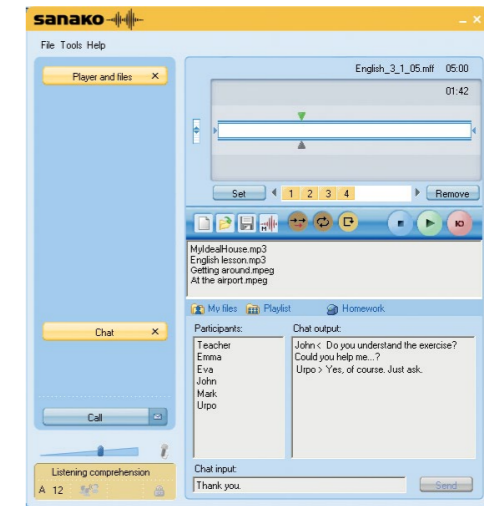 sanako
File Tools Help
Player and files
English_3_1_05.mff 05:00
01:42
Set 1 2 3 4 Remove
MyIdealHouse.mp3
English lesson.mp3
Getting around.mpeg
At the airport.mpeg
My files Playlist Homework
Chat
Participants: Chat output:
Teacher
Emma
Eva
John
Mark
Urpo
John < Do you understand the exercise?
Could you help me...?
Urpo > Yes, of course. Just ask.
Call
Listening comprehension
A 12
Chat input:
Thank you.
Send